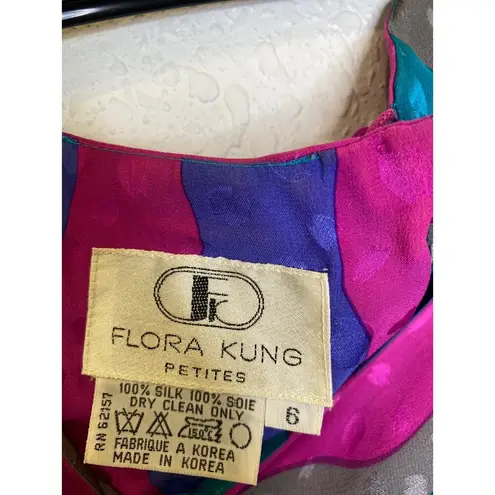 FK
FLORA KUNG
PETITES
100% SILK 100% SOIE
DRY CLEAN ONLY
6
RN 62157
FABRIQUE A KOREA
MADE IN KOREA